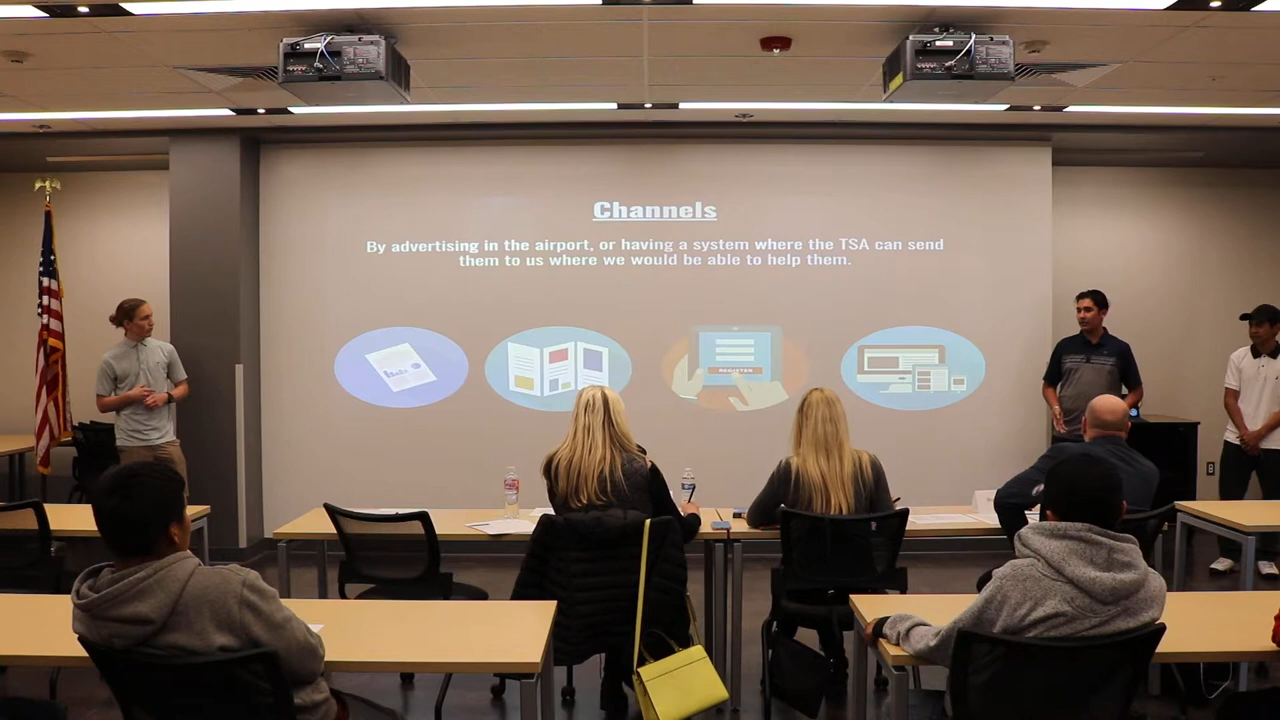 Channels
By advertising in the airport, or having a system where the TSA can send
them to us where we would be able to help them.
REGISTER